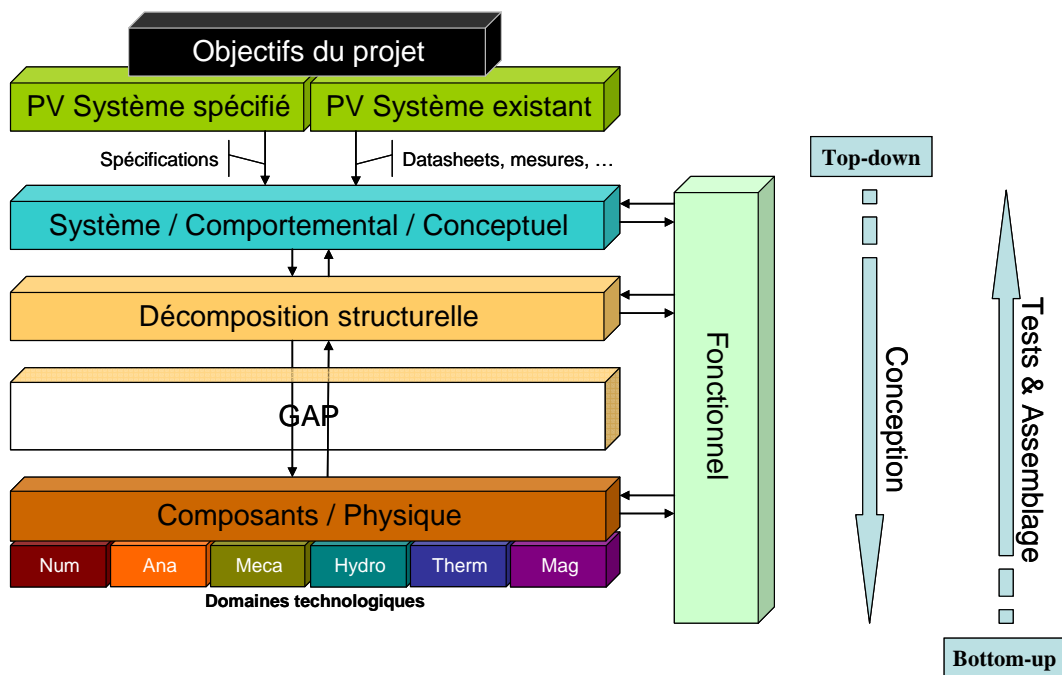 Objectifs du projet
PV Système spécifié
PV Système existant
Spécifications
Datasheets, mesures, …
Système / Comportemental / Conceptuel
Décomposition structurelle
GAP
Composants / Physique
Num
Ana
Meca
Hydro
Therm
Mag
Domaines technologiques
Fonctionnel
Top-down
Conception
Tests & Assemblage
Bottom-up